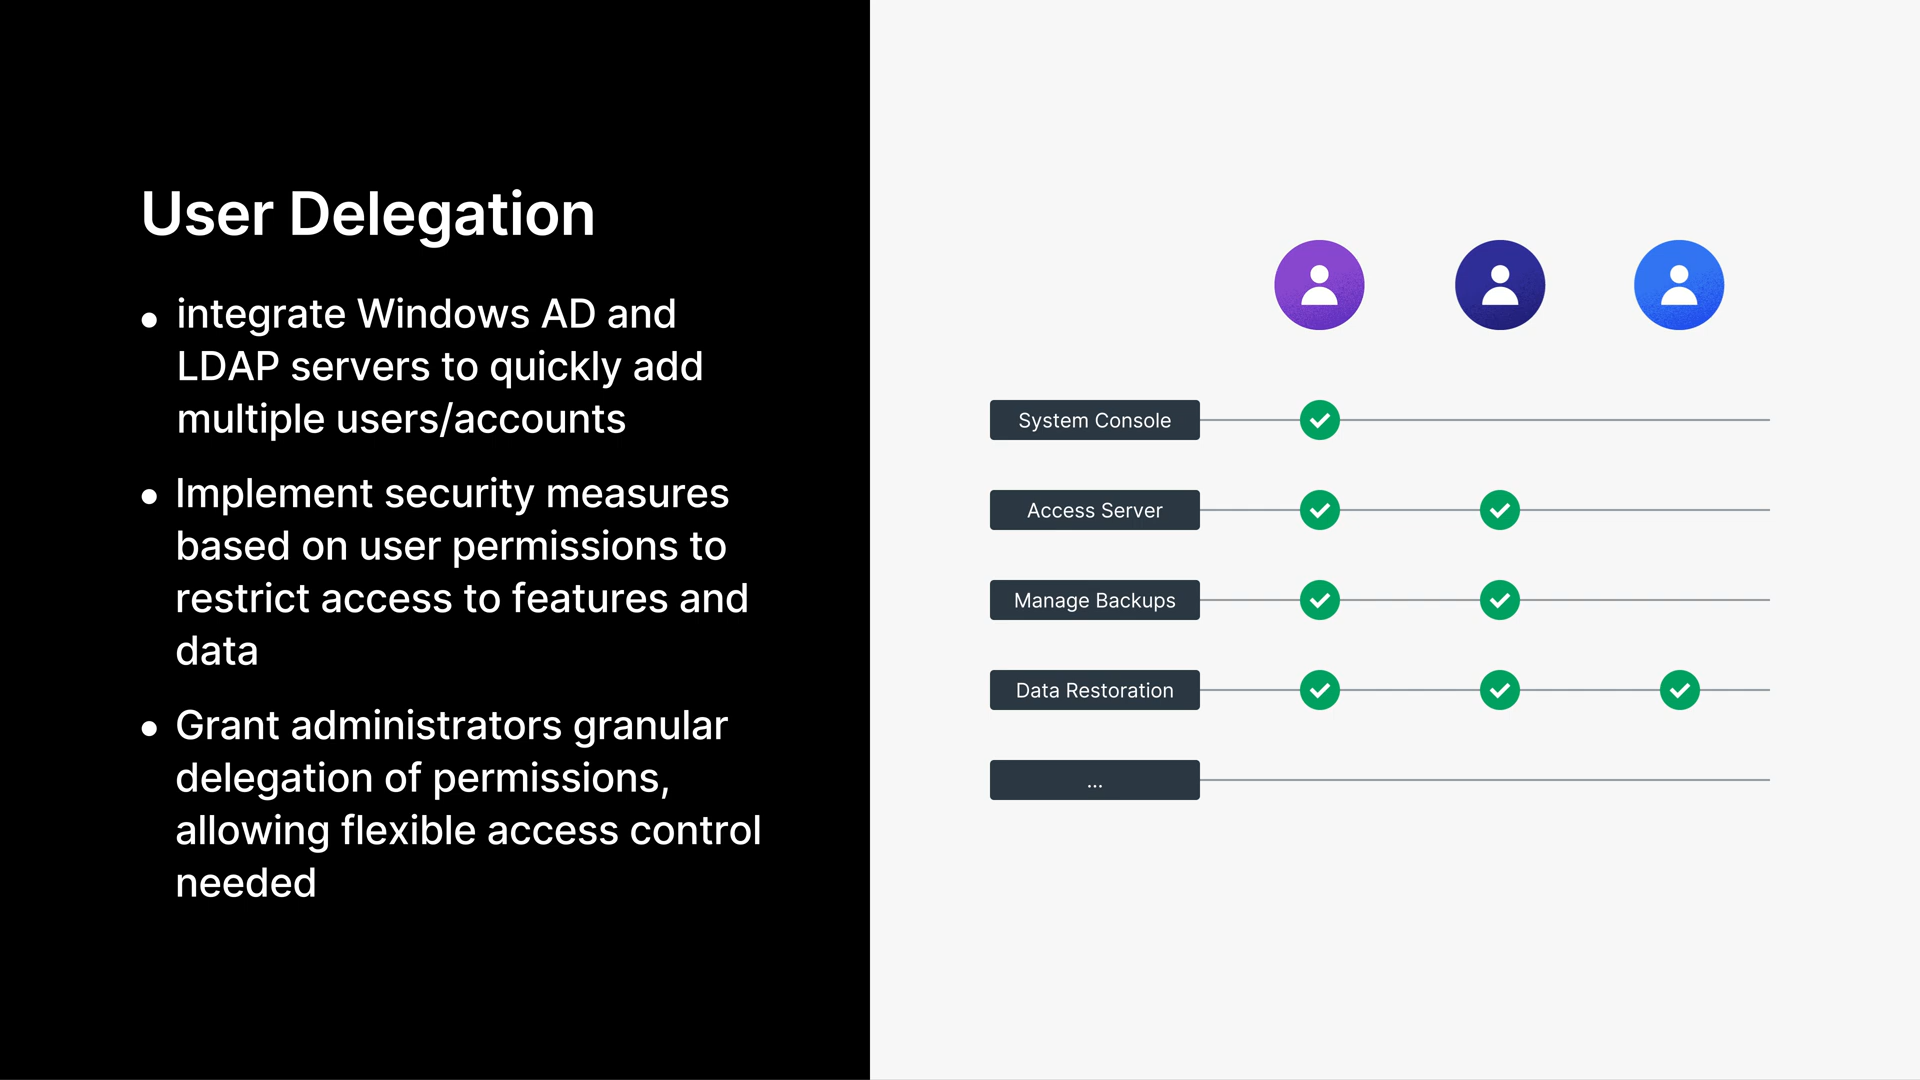 User Delegation
• integrate Windows AD and
LDAP servers to quickly add
multiple users/accounts
• Implement security measures
based on user permissions to
restrict access to features and
data
• Grant administrators granular
delegation of permissions,
allowing flexible access control
needed
System Console
Access Server
Manage Backups
Data Restoration
...